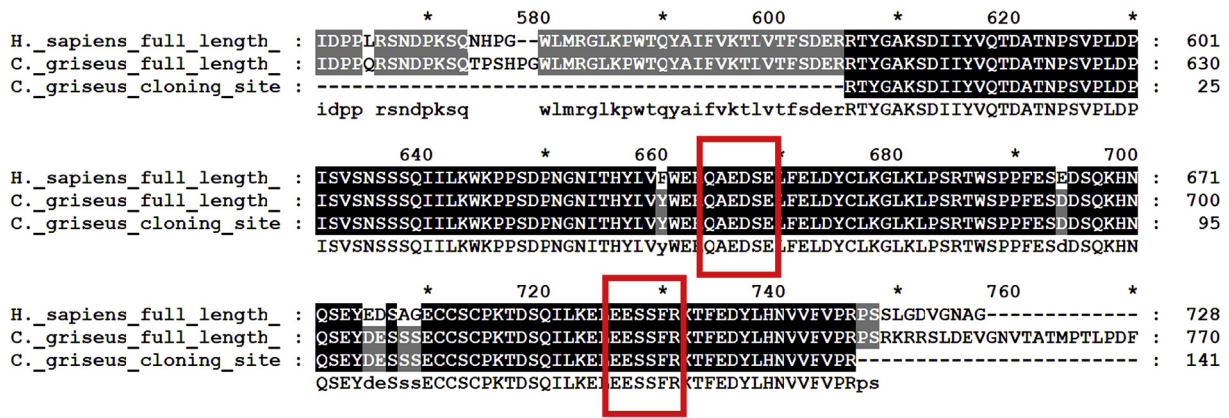 * 580 * 600 * 620 *
H._sapiens_full_length_ : IDPPLRSNDPKSQNHPG--WLMRGLKPWTQYAIFVKTLVTFSDERRTYGAKSDIIYVQTDATNPSVPLDP : 601
C._griseus_full_length_ : IDPPQRSNDPKSQTPSHPGWLMRGLKPWTQYAIFVKTLVTFSDERRTYGAKSDIIYVQTDATNPSVPLDP : 630
C._griseus_cloning_site : ---------------------------------------------RTYGAKSDIIYVQTDATNPSVPLDP : 25
idpp rsndpksq wlmrglkpwtqyaifvktlvtfsderRTYGAKSDIIYVQTDATNPSVPLDP
640 * 660 * 680 * 700
H._sapiens_full_length_ : ISVSNSSSQIILKWKPPSDPNGNITHYLVFWERQAEDSELFELDYCLKGLKLPSRTWSPPFESEDSQKHN : 671
C._griseus_full_length_ : ISVSNSSSQIILKWKPPSDPNGNITHYLVYWERQAEDSELFELDYCLKGLKLPSRTWSPPFESDDSQKHN : 700
C._griseus_cloning_site : ISVSNSSSQIILKWKPPSDPNGNITHYLVYWERQAEDSELFELDYCLKGLKLPSRTWSPPFESDDSQKHN : 95
ISVSNSSSQIILKWKPPSDPNGNITHYLVyWERQAEDSELFELDYCLKGLKLPSRTWSPPFESdDSQKHN
* 720 * 740 * 760 *
H._sapiens_full_length_ : QSEYEDSAGECCSCPKTDSQILKELEESSFRKTFEDYLHNVVFVPRPSSLGDVGNAG------------- : 728
C._griseus_full_length_ : QSEYDESSSECCSCPKTDSQILKELEESSFRKTFEDYLHNVVFVPRPSRKRRSLDEVGNVTATMPTLPDF : 770
C._griseus_cloning_site : QSEYDESSSECCSCPKTDSQILKELEESSFRKTFEDYLHNVVFVPR------------------------ : 141
QSEYdeSssECCSCPKTDSQILKELEESSFRKTFEDYLHNVVFVPRps